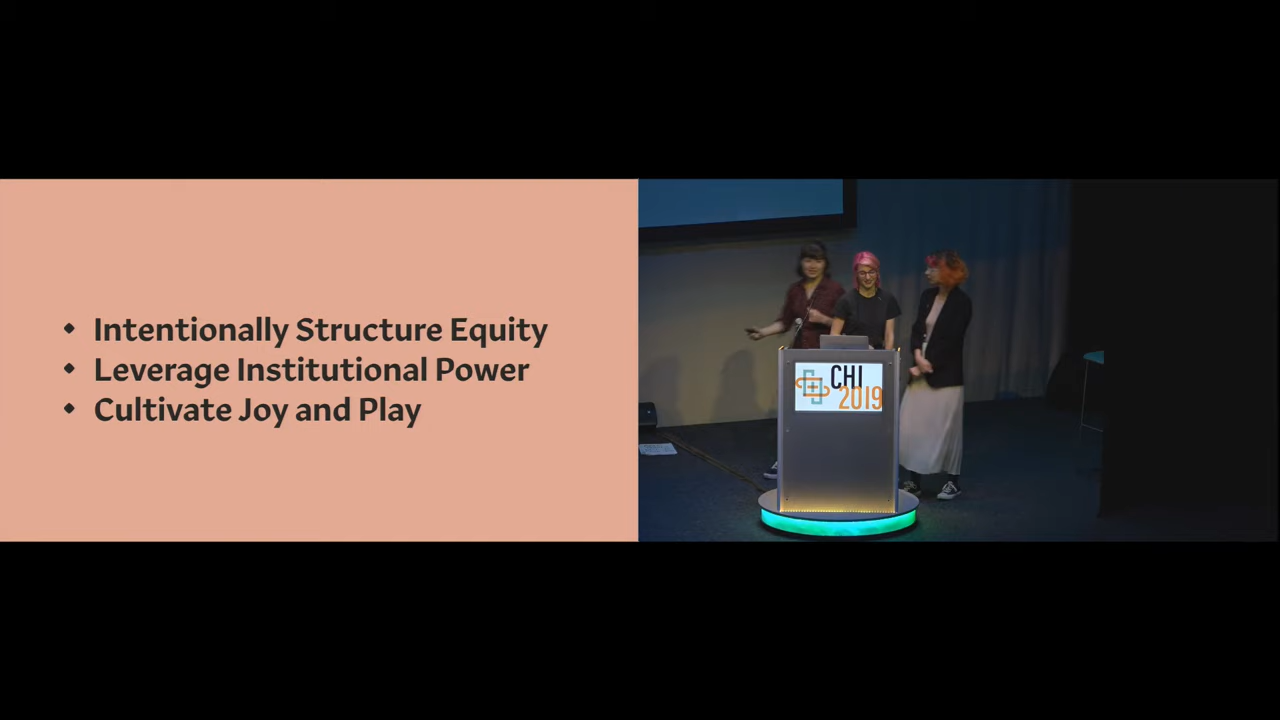 Intentionally Structure Equity
Leverage Institutional Power
Cultivate Joy and Play
CHI
2019